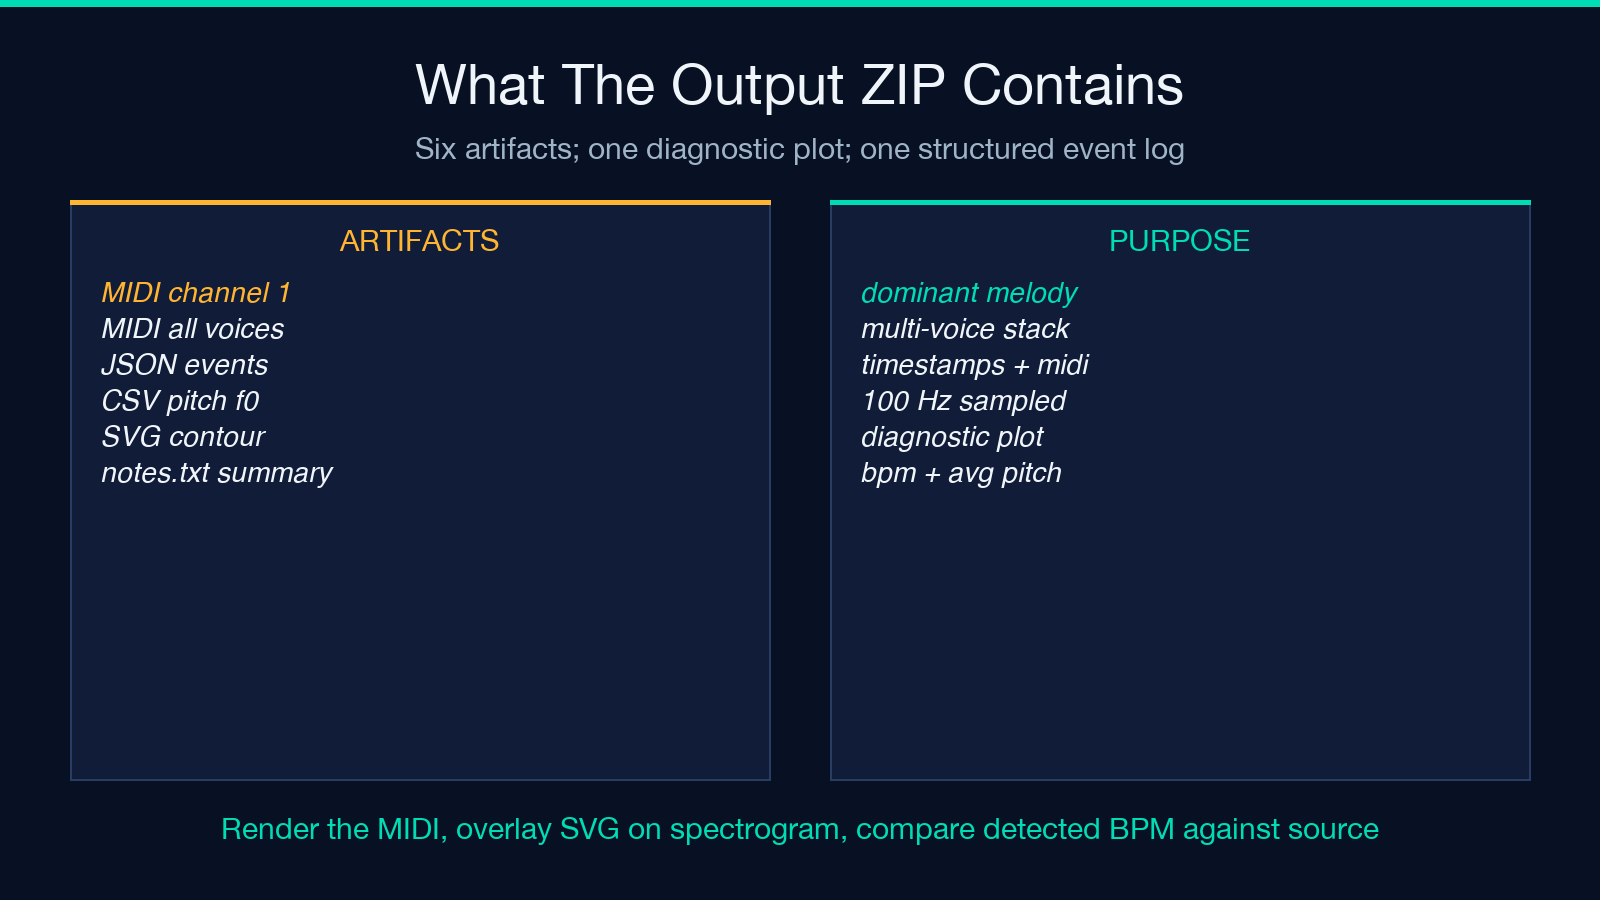 What The Output ZIP Contains
Six artifacts; one diagnostic plot; one structured event log
ARTIFACTS
MIDI channel 1
MIDI all voices
JSON events
CSV pitch f0
SVG contour
notes.txt summary
PURPOSE
dominant melody
multi-voice stack
timestamps + midi
100 Hz sampled
diagnostic plot
bpm + avg pitch
Render the MIDI, overlay SVG on spectrogram, compare detected BPM against source